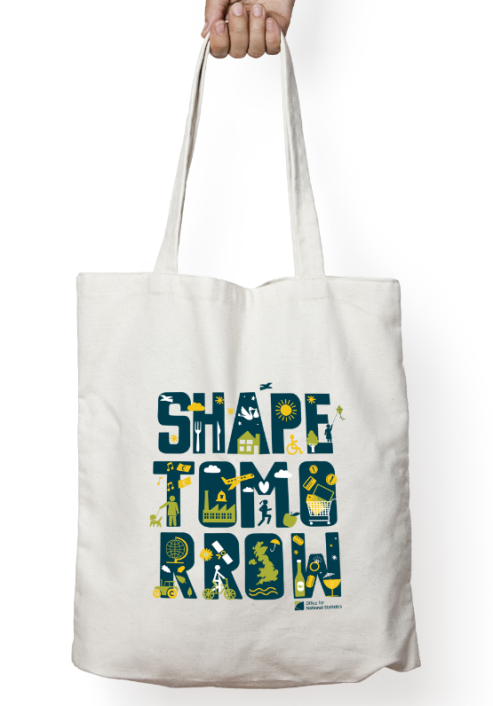 SHAPE
TOMO
RROW
Office for
National Statistics